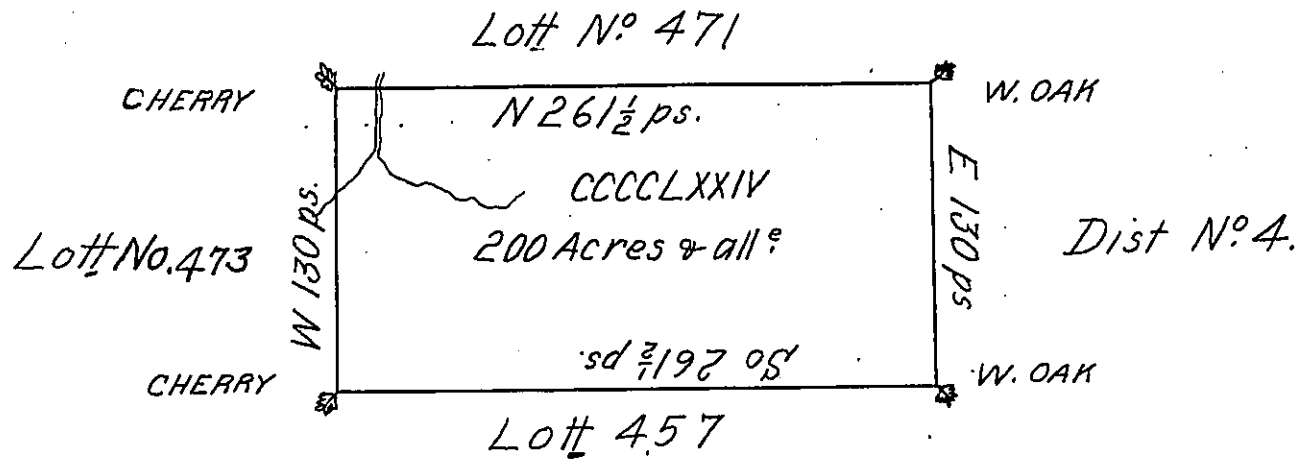 Lott Nº 471
CHERRY
W. OAK
N 261½ ps.
CCCCLXXIV
E 130 ps
W 130 ps.
Lott No. 473
200 Acres & allᵉ.
Dist Nº 4.
So 261½ ps.
CHERRY
W. OAK
Lott 457